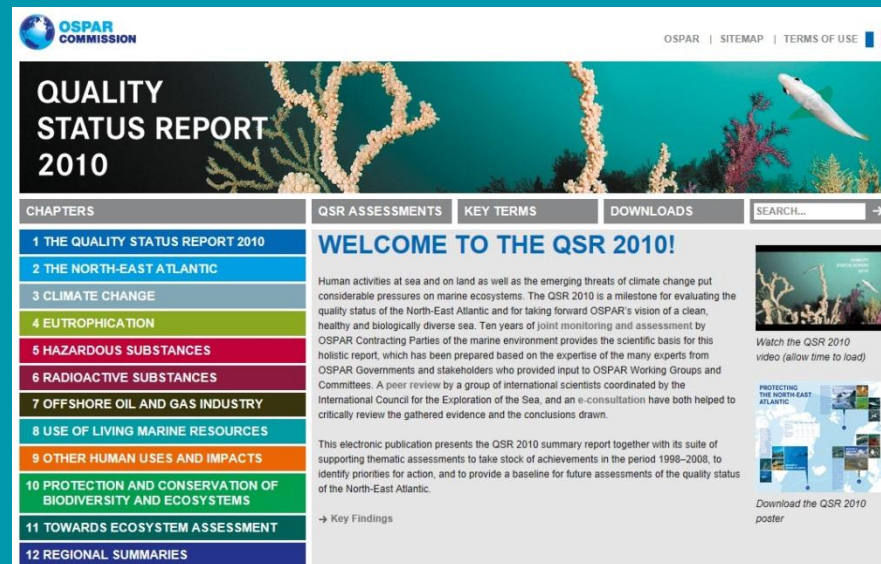 OSPAR
COMMISSION
OSPAR | SITEMAP | TERMS OF USE
QUALITY
STATUS REPORT
2010
CHAPTERS
QSR ASSESSMENTS
KEY TERMS
DOWNLOADS
SEARCH...
1 THE QUALITY STATUS REPORT 2010
2 THE NORTH-EAST ATLANTIC
3 CLIMATE CHANGE
4 EUTROPHICATION
5 HAZARDOUS SUBSTANCES
6 RADIOACTIVE SUBSTANCES
7 OFFSHORE OIL AND GAS INDUSTRY
8 USE OF LIVING MARINE RESOURCES
9 OTHER HUMAN USES AND IMPACTS
10 PROTECTION AND CONSERVATION OF
BIODIVERSITY AND ECOSYSTEMS
11 TOWARDS ECOSYSTEM ASSESSMENT
12 REGIONAL SUMMARIES
WELCOME TO THE QSR 2010!
Human activities at sea and on land as well as the emerging threats of climate change put
considerable pressures on marine ecosystems. The QSR 2010 is a milestone for evaluating the
quality status of the North-East Atlantic and for taking forward OSPAR's vision of a clean,
healthy and biologically diverse sea. Ten years of joint monitoring and assessment by
OSPAR Contracting Parties of the marine environment provides the scientific basis for this
holistic report, which has been prepared based on the expertise of the many experts from
OSPAR Governments and stakeholders who provided input to OSPAR Working Groups and
Committees. A peer review by a group of international scientists coordinated by the
International Council for the Exploration of the Sea, and an e-consultation have both helped to
critically review the gathered evidence and the conclusions drawn.
This electronic publication presents the QSR 2010 summary report together with its suite of
supporting thematic assessments to take stock of achievements in the period 1998–2008, to
identify priorities for action, and to provide a baseline for future assessments of the quality status
of the North-East Atlantic.
→ Key Findings
Watch the QSR 2010
video (allow time to load)
PROTECTING
THE NORTH-EAST
ATLANTIC
Download the QSR 2010
poster